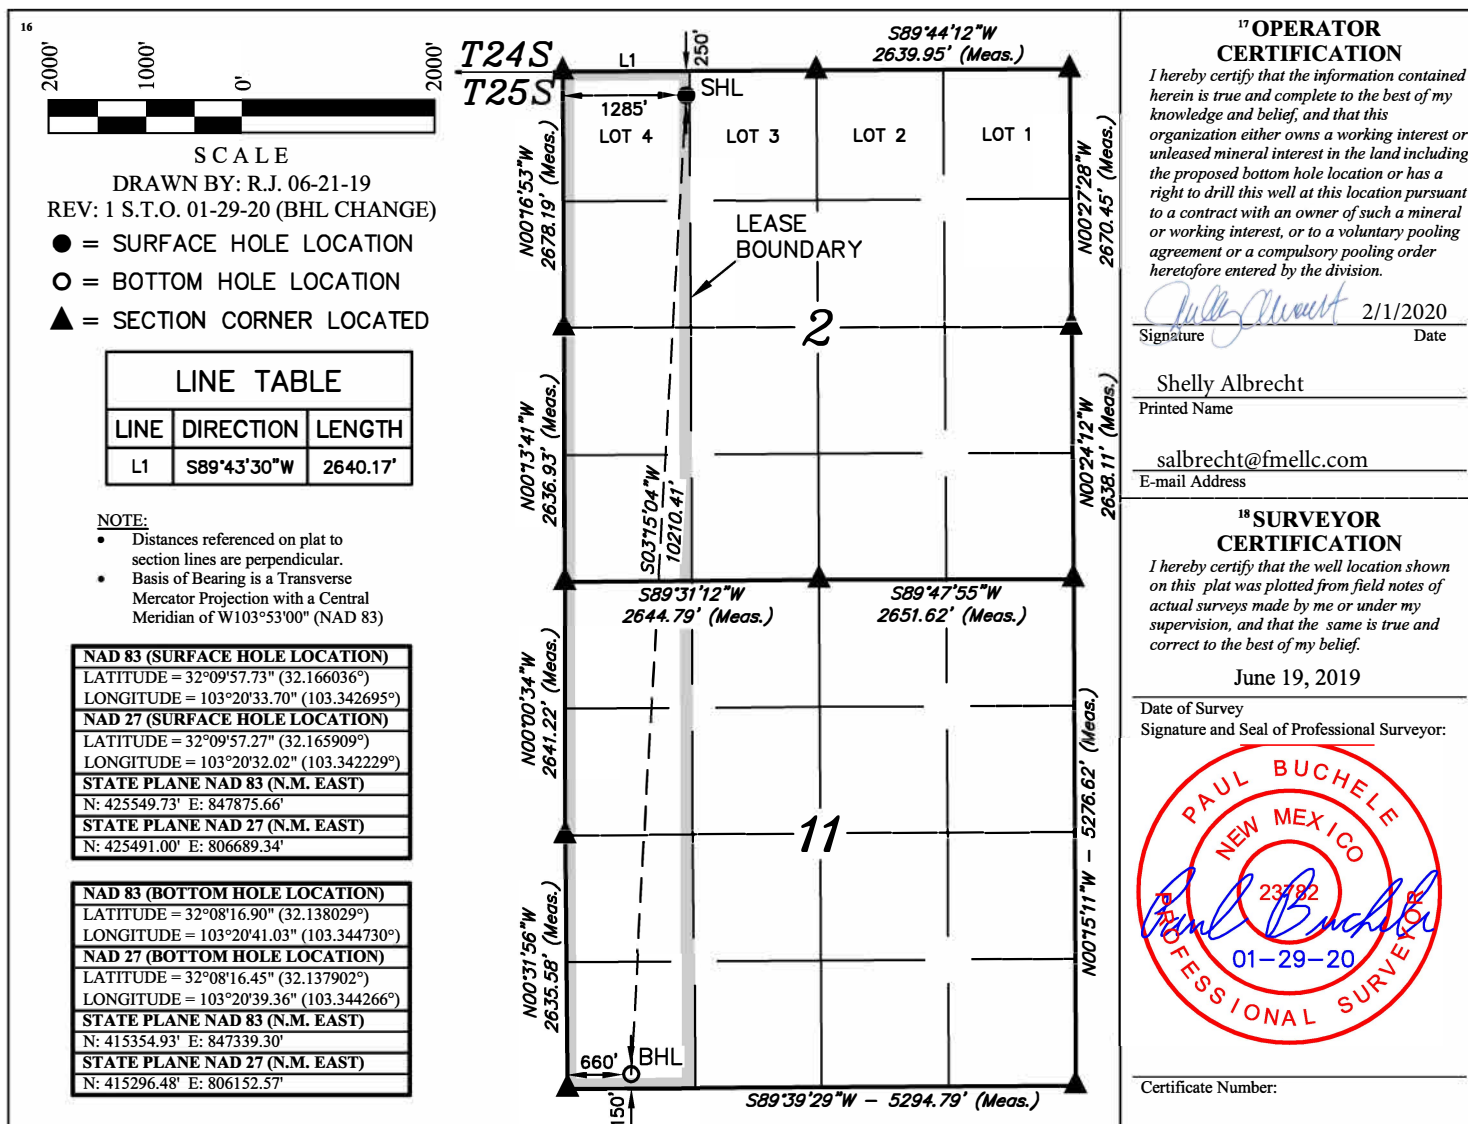 16
2000'
1000'
0'
2000'
SCALE
DRAWN BY: R.J. 06-21-19
REV: 1 S.T.O. 01-29-20 (BHL CHANGE)
= SURFACE HOLE LOCATION
= BOTTOM HOLE LOCATION
= SECTION CORNER LOCATED
LINE TABLE
LINE DIRECTION LENGTH
L1 S89°43'30"W 2640.17'
NOTE:
• Distances referenced on plat to
section lines are perpendicular.
• Basis of Bearing is a Transverse
Mercator Projection with a Central
Meridian of W103°53'00" (NAD 83)
NAD 83 (SURFACE HOLE LOCATION)
LATITUDE = 32°09'57.73" (32.166036°)
LONGITUDE = 103°20'33.70" (103.342695°)
NAD 27 (SURFACE HOLE LOCATION)
LATITUDE = 32°09'57.27" (32.165909°)
LONGITUDE = 103°20'32.02" (103.342229°)
STATE PLANE NAD 83 (N.M. EAST)
N: 425549.73' E: 847875.66'
STATE PLANE NAD 27 (N.M. EAST)
N: 425491.00' E: 806689.34'
NAD 83 (BOTTOM HOLE LOCATION)
LATITUDE = 32°08'16.90" (32.138029°)
LONGITUDE = 103°20'41.03" (103.344730°)
NAD 27 (BOTTOM HOLE LOCATION)
LATITUDE = 32°08'16.45" (32.137902°)
LONGITUDE = 103°20'39.36" (103.344266°)
STATE PLANE NAD 83 (N.M. EAST)
N: 415354.93' E: 847339.30'
STATE PLANE NAD 27 (N.M. EAST)
N: 415296.48' E: 806152.57'
T24S
T25S
L1
250'
S89°44'12"W
2639.95' (Meas.)
SHL
1285'
LOT 4
LOT 3
LOT 2
LOT 1
N00°16'53"W
2678.19' (Meas.)
N00°27'28"W
2670.45' (Meas.)
LEASE
BOUNDARY
2
N00°13'41"W
2636.93' (Meas.)
S03°15'04"W
10210.41'
N00°24'12"W
2638.11' (Meas.)
S89°31'12"W
2644.79' (Meas.)
S89°47'55"W
2651.62' (Meas.)
N00°00'34"W
2641.22' (Meas.)
N00°15'11"W – 5276.62' (Meas.)
11
N00°31'56"W
2635.58' (Meas.)
660'
BHL
150'
S89°39'29"W – 5294.79' (Meas.)
17 OPERATOR
CERTIFICATION
I hereby certify that the information contained
herein is true and complete to the best of my
knowledge and belief, and that this
organization either owns a working interest or
unleased mineral interest in the land including
the proposed bottom hole location or has a
right to drill this well at this location pursuant
to a contract with an owner of such a mineral
or working interest, or to a voluntary pooling
agreement or a compulsory pooling order
heretofore entered by the division.
Shelly Albrecht 2/1/2020
Signature Date
Shelly Albrecht
Printed Name
salbrecht@fmellc.com
E-mail Address
18 SURVEYOR
CERTIFICATION
I hereby certify that the well location shown
on this plat was plotted from field notes of
actual surveys made by me or under my
supervision, and that the same is true and
correct to the best of my belief.
June 19, 2019
Date of Survey
Signature and Seal of Professional Surveyor:
PAUL BUCHELE
NEW MEXICO
23782
Paul Buchele
01-29-20
PROFESSIONAL SURVEYOR
Certificate Number: